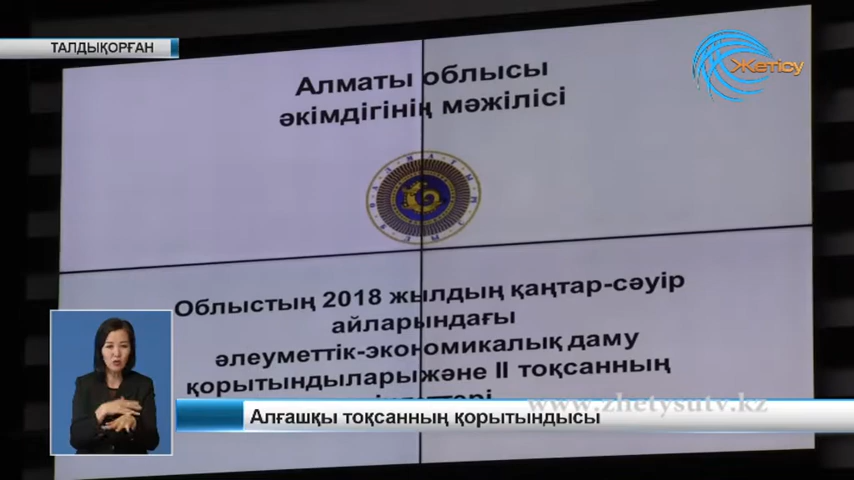 ТАЛДЫҚОРҒАН
Жетісу
Алматы облысы
әкімдігінің мәжілісі
Облыстың 2018 жылдың қаңтар-сәуір
айларындағы
әлеуметтік-экономикалық даму
қорытындыларыжәне II тоқсанның
www.zhetysutv.kz
Алғашқы тоқсанның қорытындысы